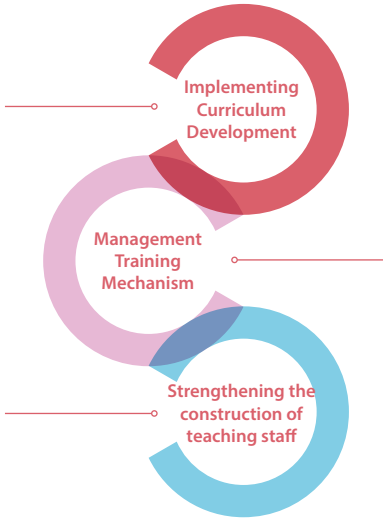 Implementing
Curriculum
Development
Management
Training
Mechanism
Strengthening the
construction of
teaching staff